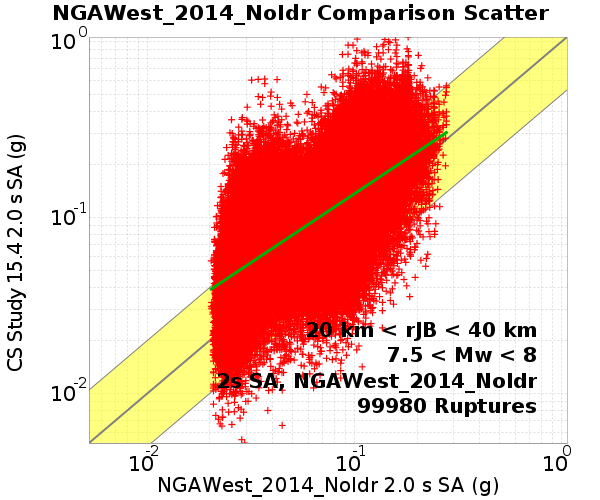 NGAWest_2014_NoIdr Comparison Scatter
10^0
10^-1
10^-2
CS Study 15.4 2.0 s SA (g)
20 km < rJB < 40 km
7.5 < Mw < 8
2s SA, NGAWest_2014_NoIdr
99980 Ruptures
10^-2 10^-1 10^0
NGAWest_2014_NoIdr 2.0 s SA (g)